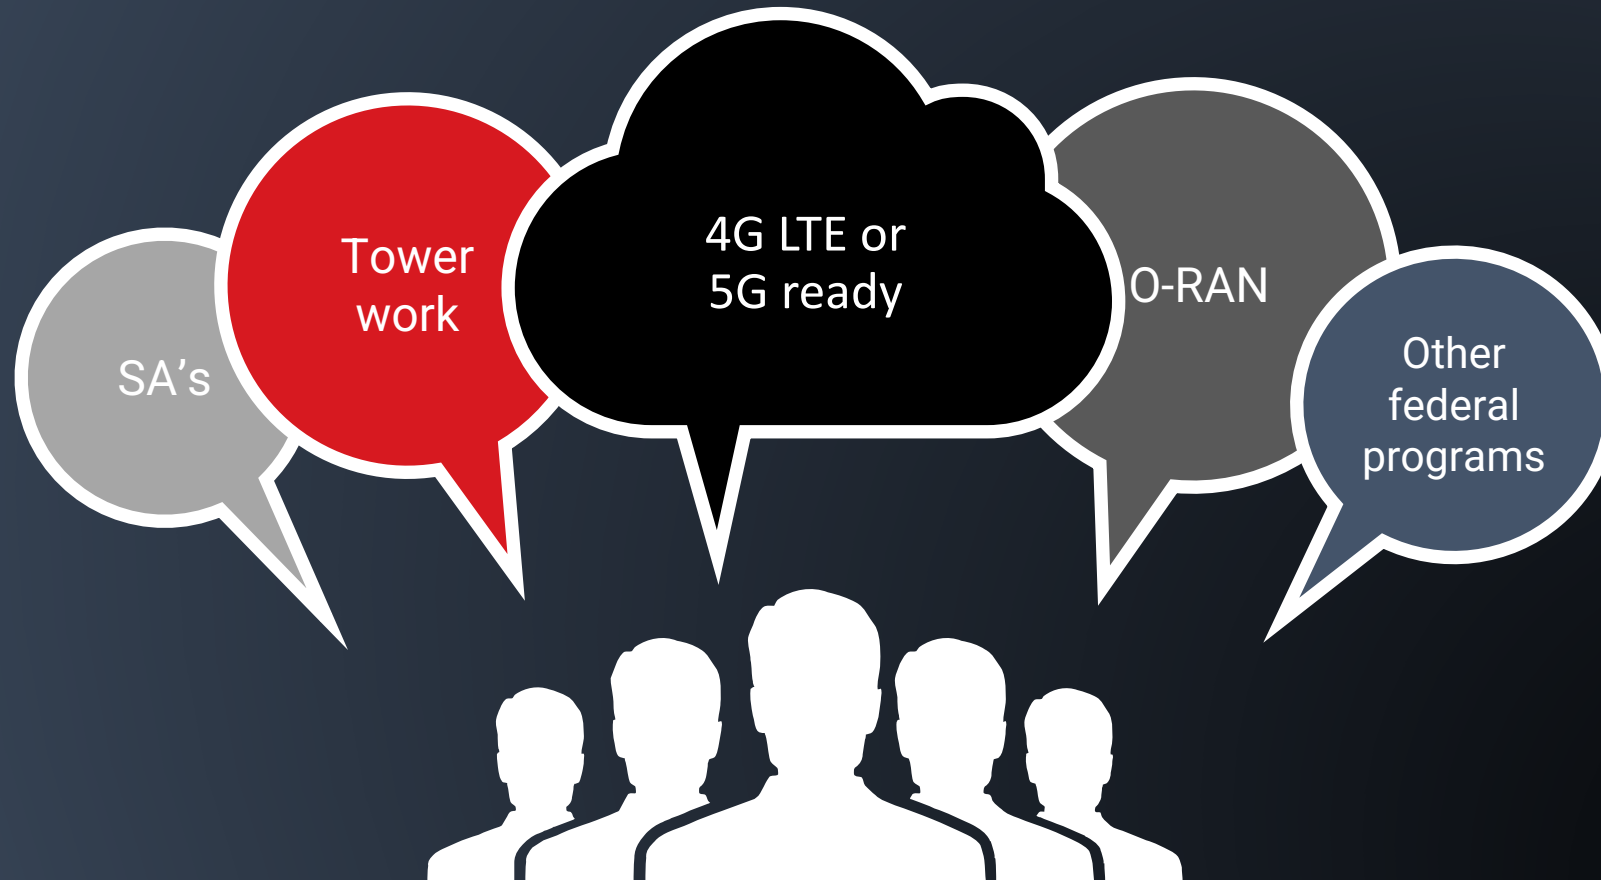 SA's
Tower
work
4G LTE or
5G ready
O-RAN
Other
federal
programs